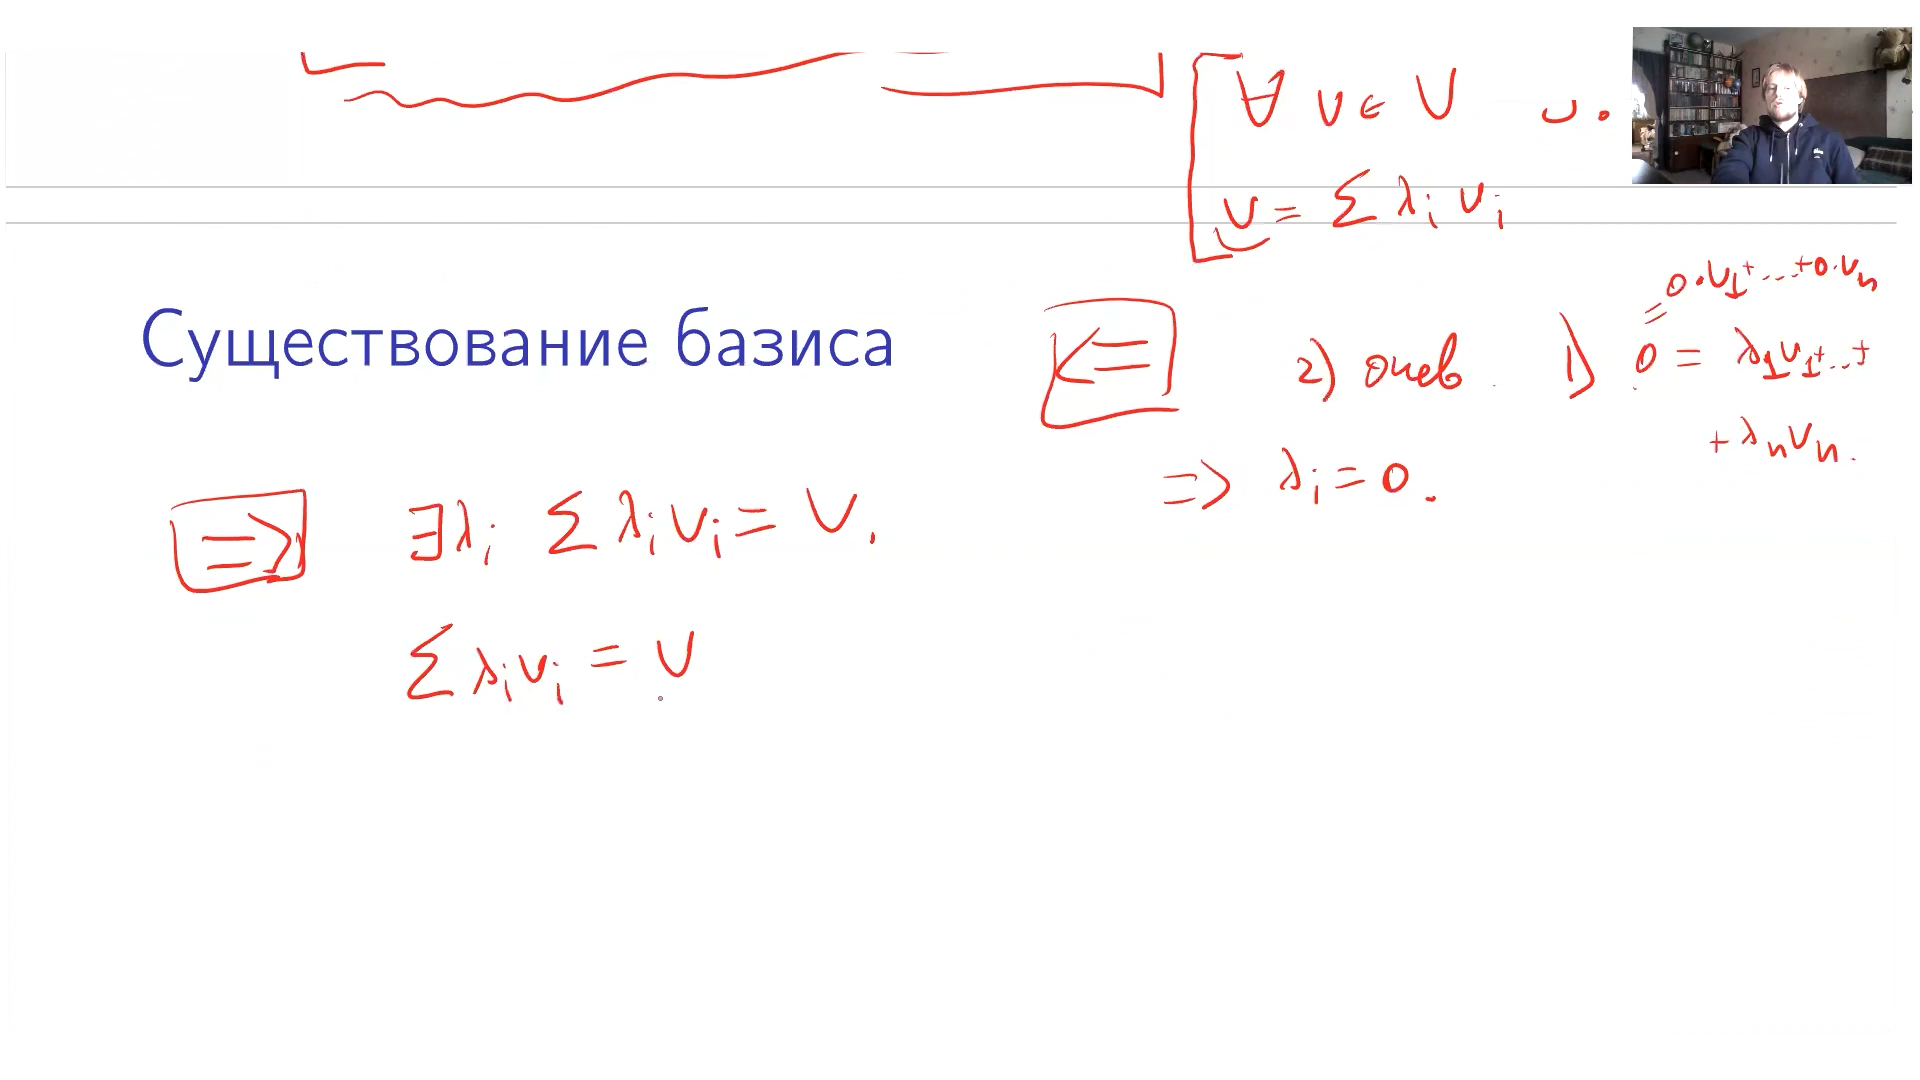 ∀ v ∈ V
v = Σ λᵢ vᵢ
Существование базиса
<=
2) очев. 1) 0 = λ₁v₁+...+
= 0·v₁+...+0·vₙ
+ λₙvₙ.
=> λᵢ = 0.
=> ∃λᵢ Σ λᵢvᵢ = v.
Σ λᵢvᵢ = v